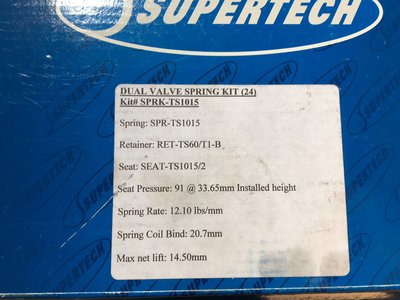 SUPERTECH
DUAL VALVE SPRING KIT (24)
Kit# SPRK-TS1015
Spring: SPR-TS1015
Retainer: RET-TS60/T1-B
Seat: SEAT-TS1015/2
Seat Pressure: 91 @ 33.65mm Installed height
Spring Rate: 12.10 lbs/mm
Spring Coil Bind: 20.7mm
Max net lift: 14.50mm
SUPERTECH